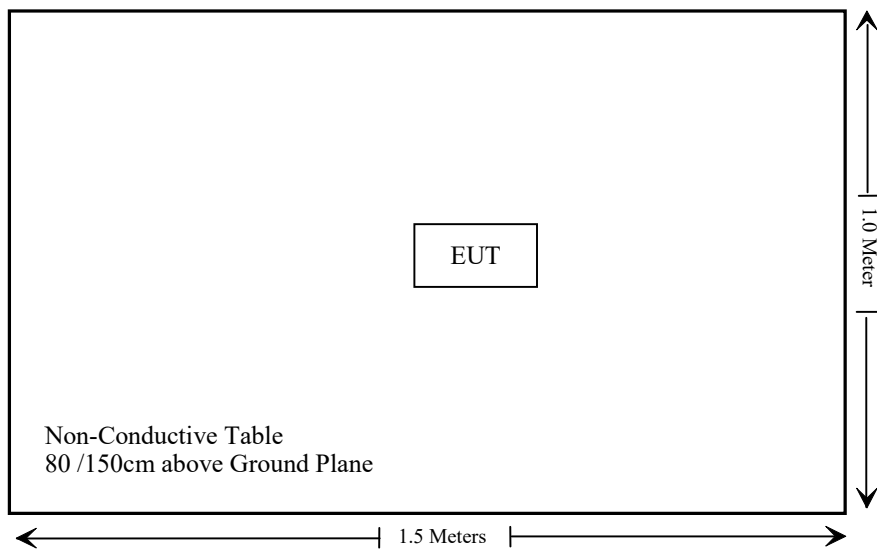 EUT
1.0 Meter
Non-Conductive Table
80 /150cm above Ground Plane
1.5 Meters